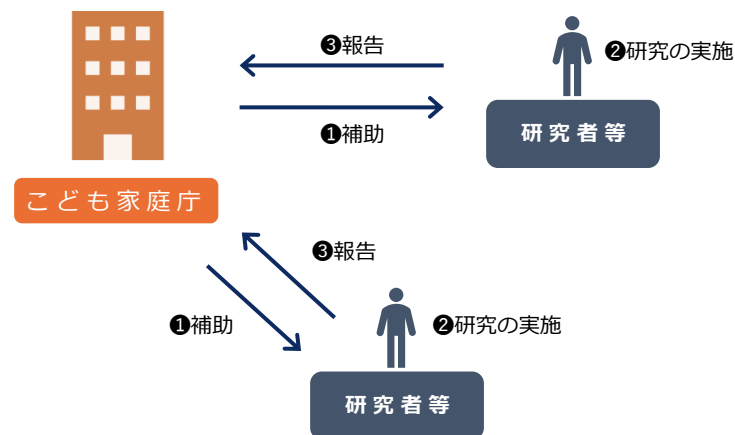 ❸報告
❷研究の実施
❶補助
研究者等
こども家庭庁
❸報告
❶補助
❷研究の実施
研究者等